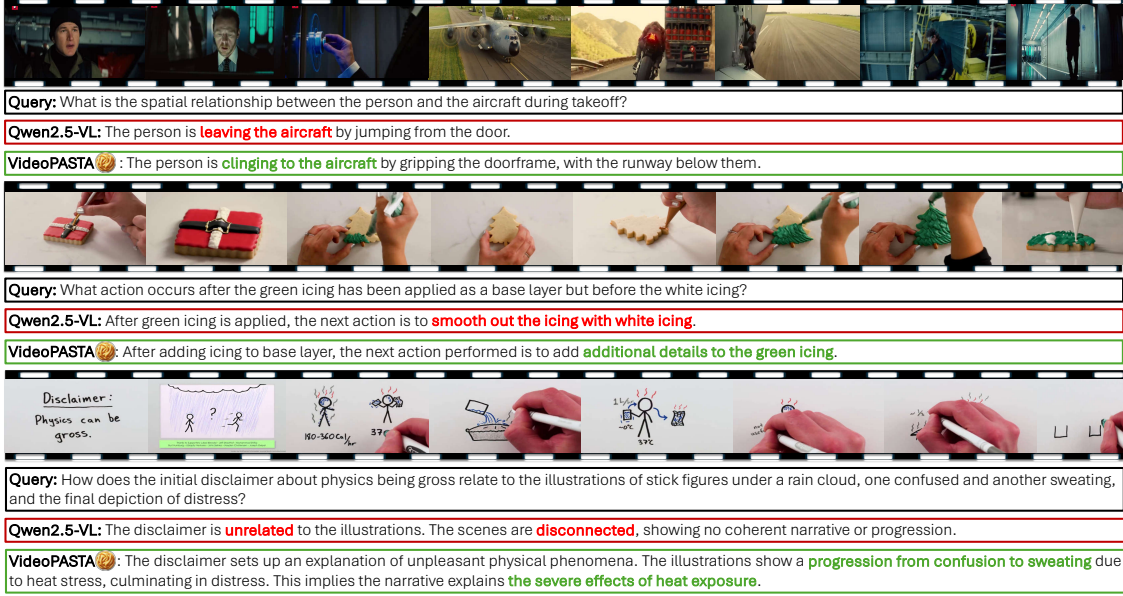 Query: What is the spatial relationship between the person and the aircraft during takeoff?
Qwen2.5-VL: The person is leaving the aircraft by jumping from the door.
VideoPASTA : The person is clinging to the aircraft by gripping the doorframe, with the runway below them.
Query: What action occurs after the green icing has been applied as a base layer but before the white icing?
Qwen2.5-VL: After green icing is applied, the next action is to smooth out the icing with white icing.
VideoPASTA : After adding icing to base layer, the next action performed is to add additional details to the green icing.
Disclaimer:
Physics can be
gross.
?
37c
1L/
~0c
37c
Query: How does the initial disclaimer about physics being gross relate to the illustrations of stick figures under a rain cloud, one confused and another sweating,
and the final depiction of distress?
Qwen2.5-VL: The disclaimer is unrelated to the illustrations. The scenes are disconnected, showing no coherent narrative or progression.
VideoPASTA : The disclaimer sets up an explanation of unpleasant physical phenomena. The illustrations show a progression from confusion to sweating due
to heat stress, culminating in distress. This implies the narrative explains the severe effects of heat exposure.